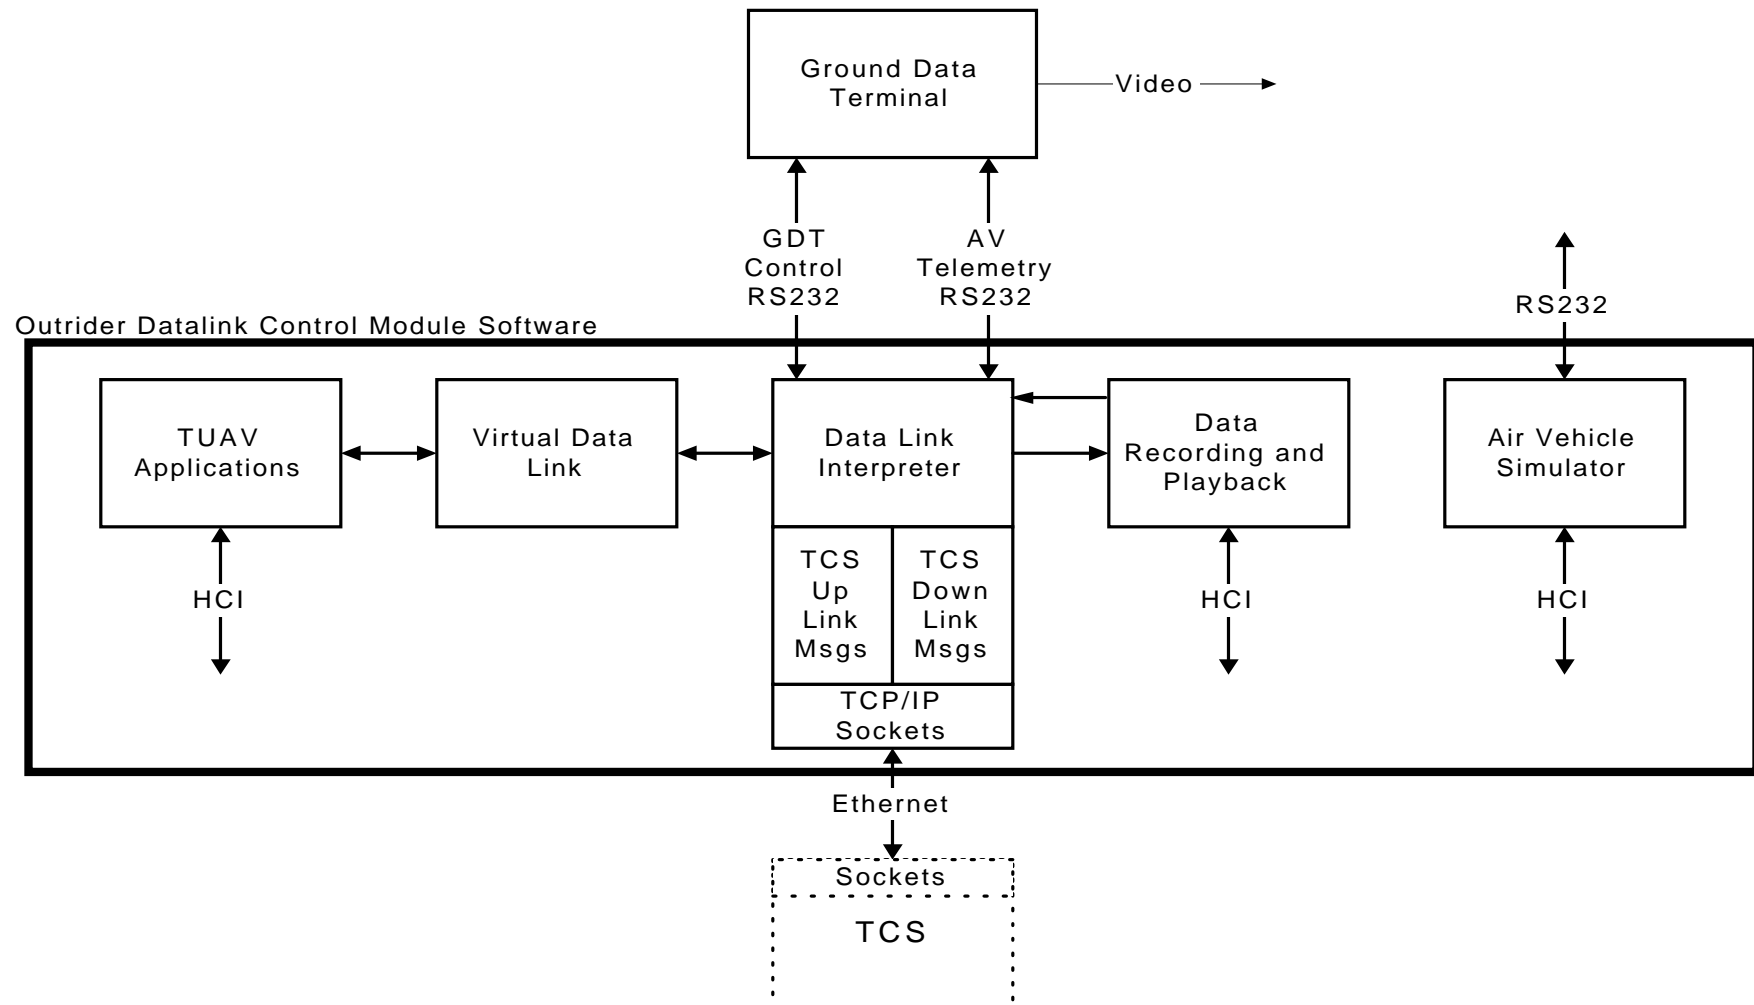 Ground Data
Terminal
Video
GDT
Control
RS232
AV
Telemetry
RS232
RS232
Outrider Datalink Control Module Software
TUAV
Applications
Virtual Data
Link
Data Link
Interpreter
Data
Recording and
Playback
Air Vehicle
Simulator
HCI
TCS
Up
Link
Msgs
TCS
Down
Link
Msgs
HCI
HCI
TCP/IP
Sockets
Ethernet
Sockets
TCS